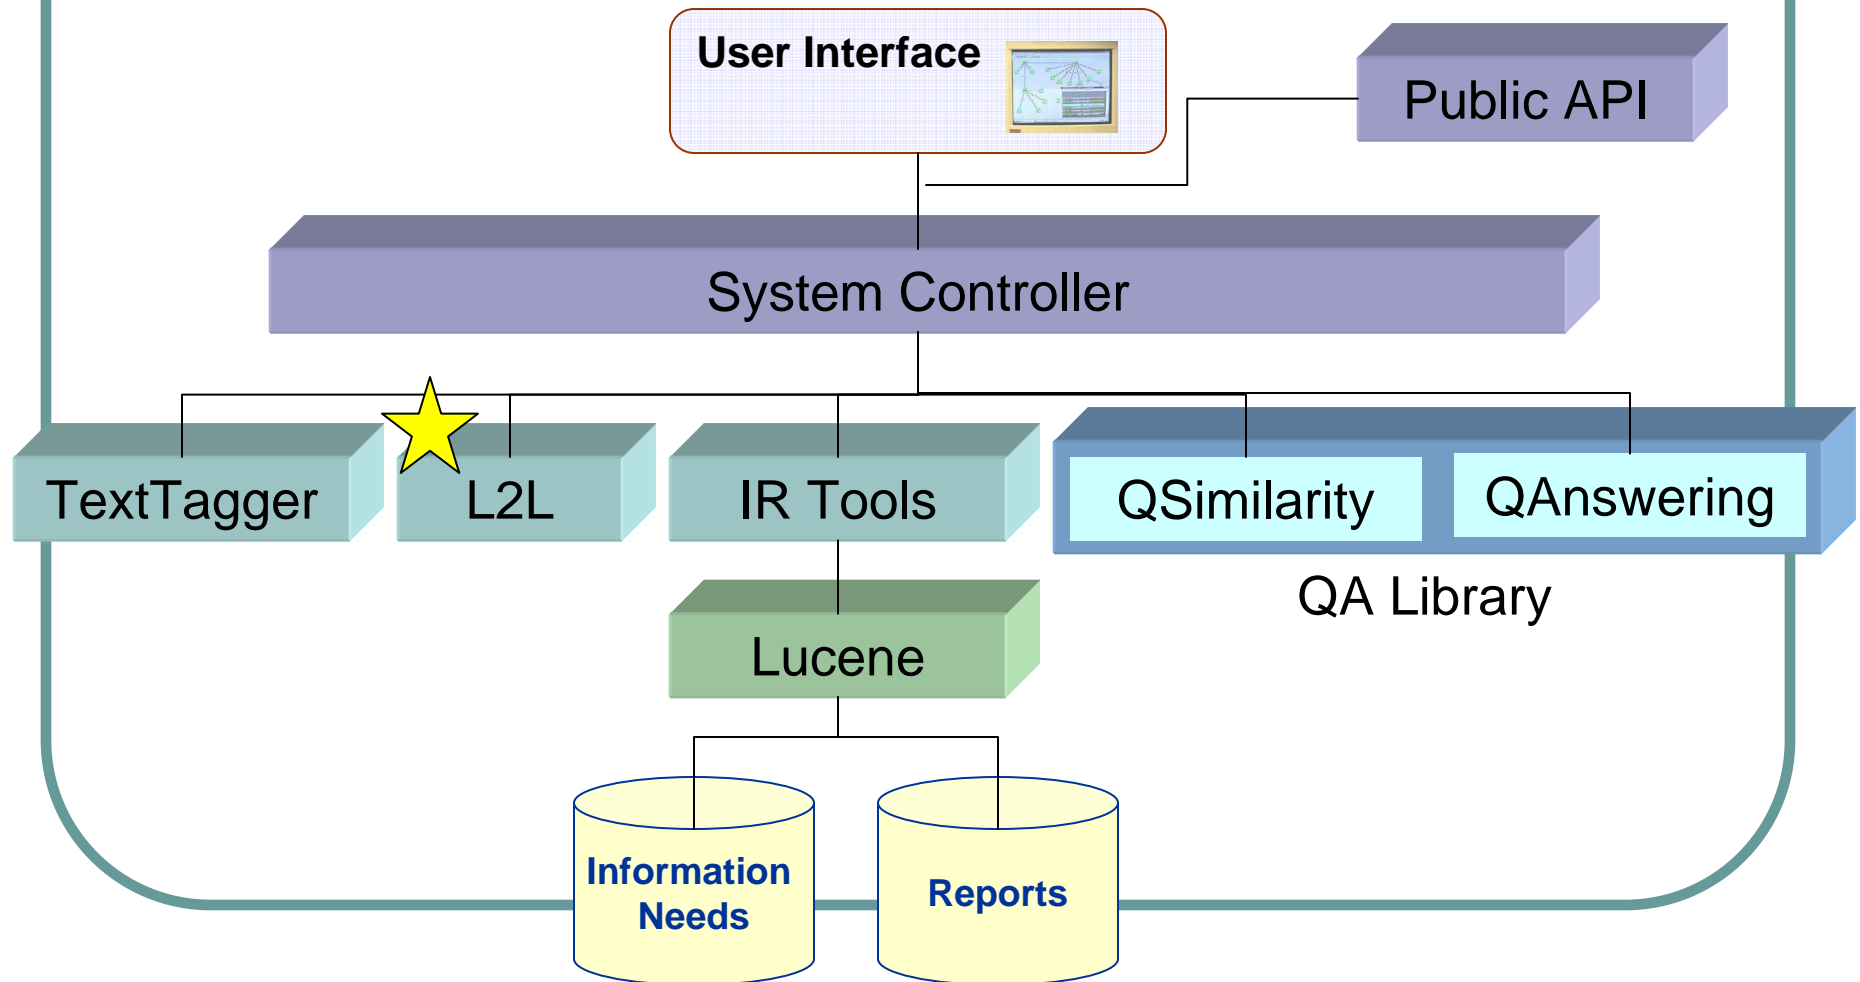 User Interface
Public API
System Controller
TextTagger
L2L
IR Tools
QSimilarity
QAnswering
QA Library
Lucene
Information
Needs
Reports